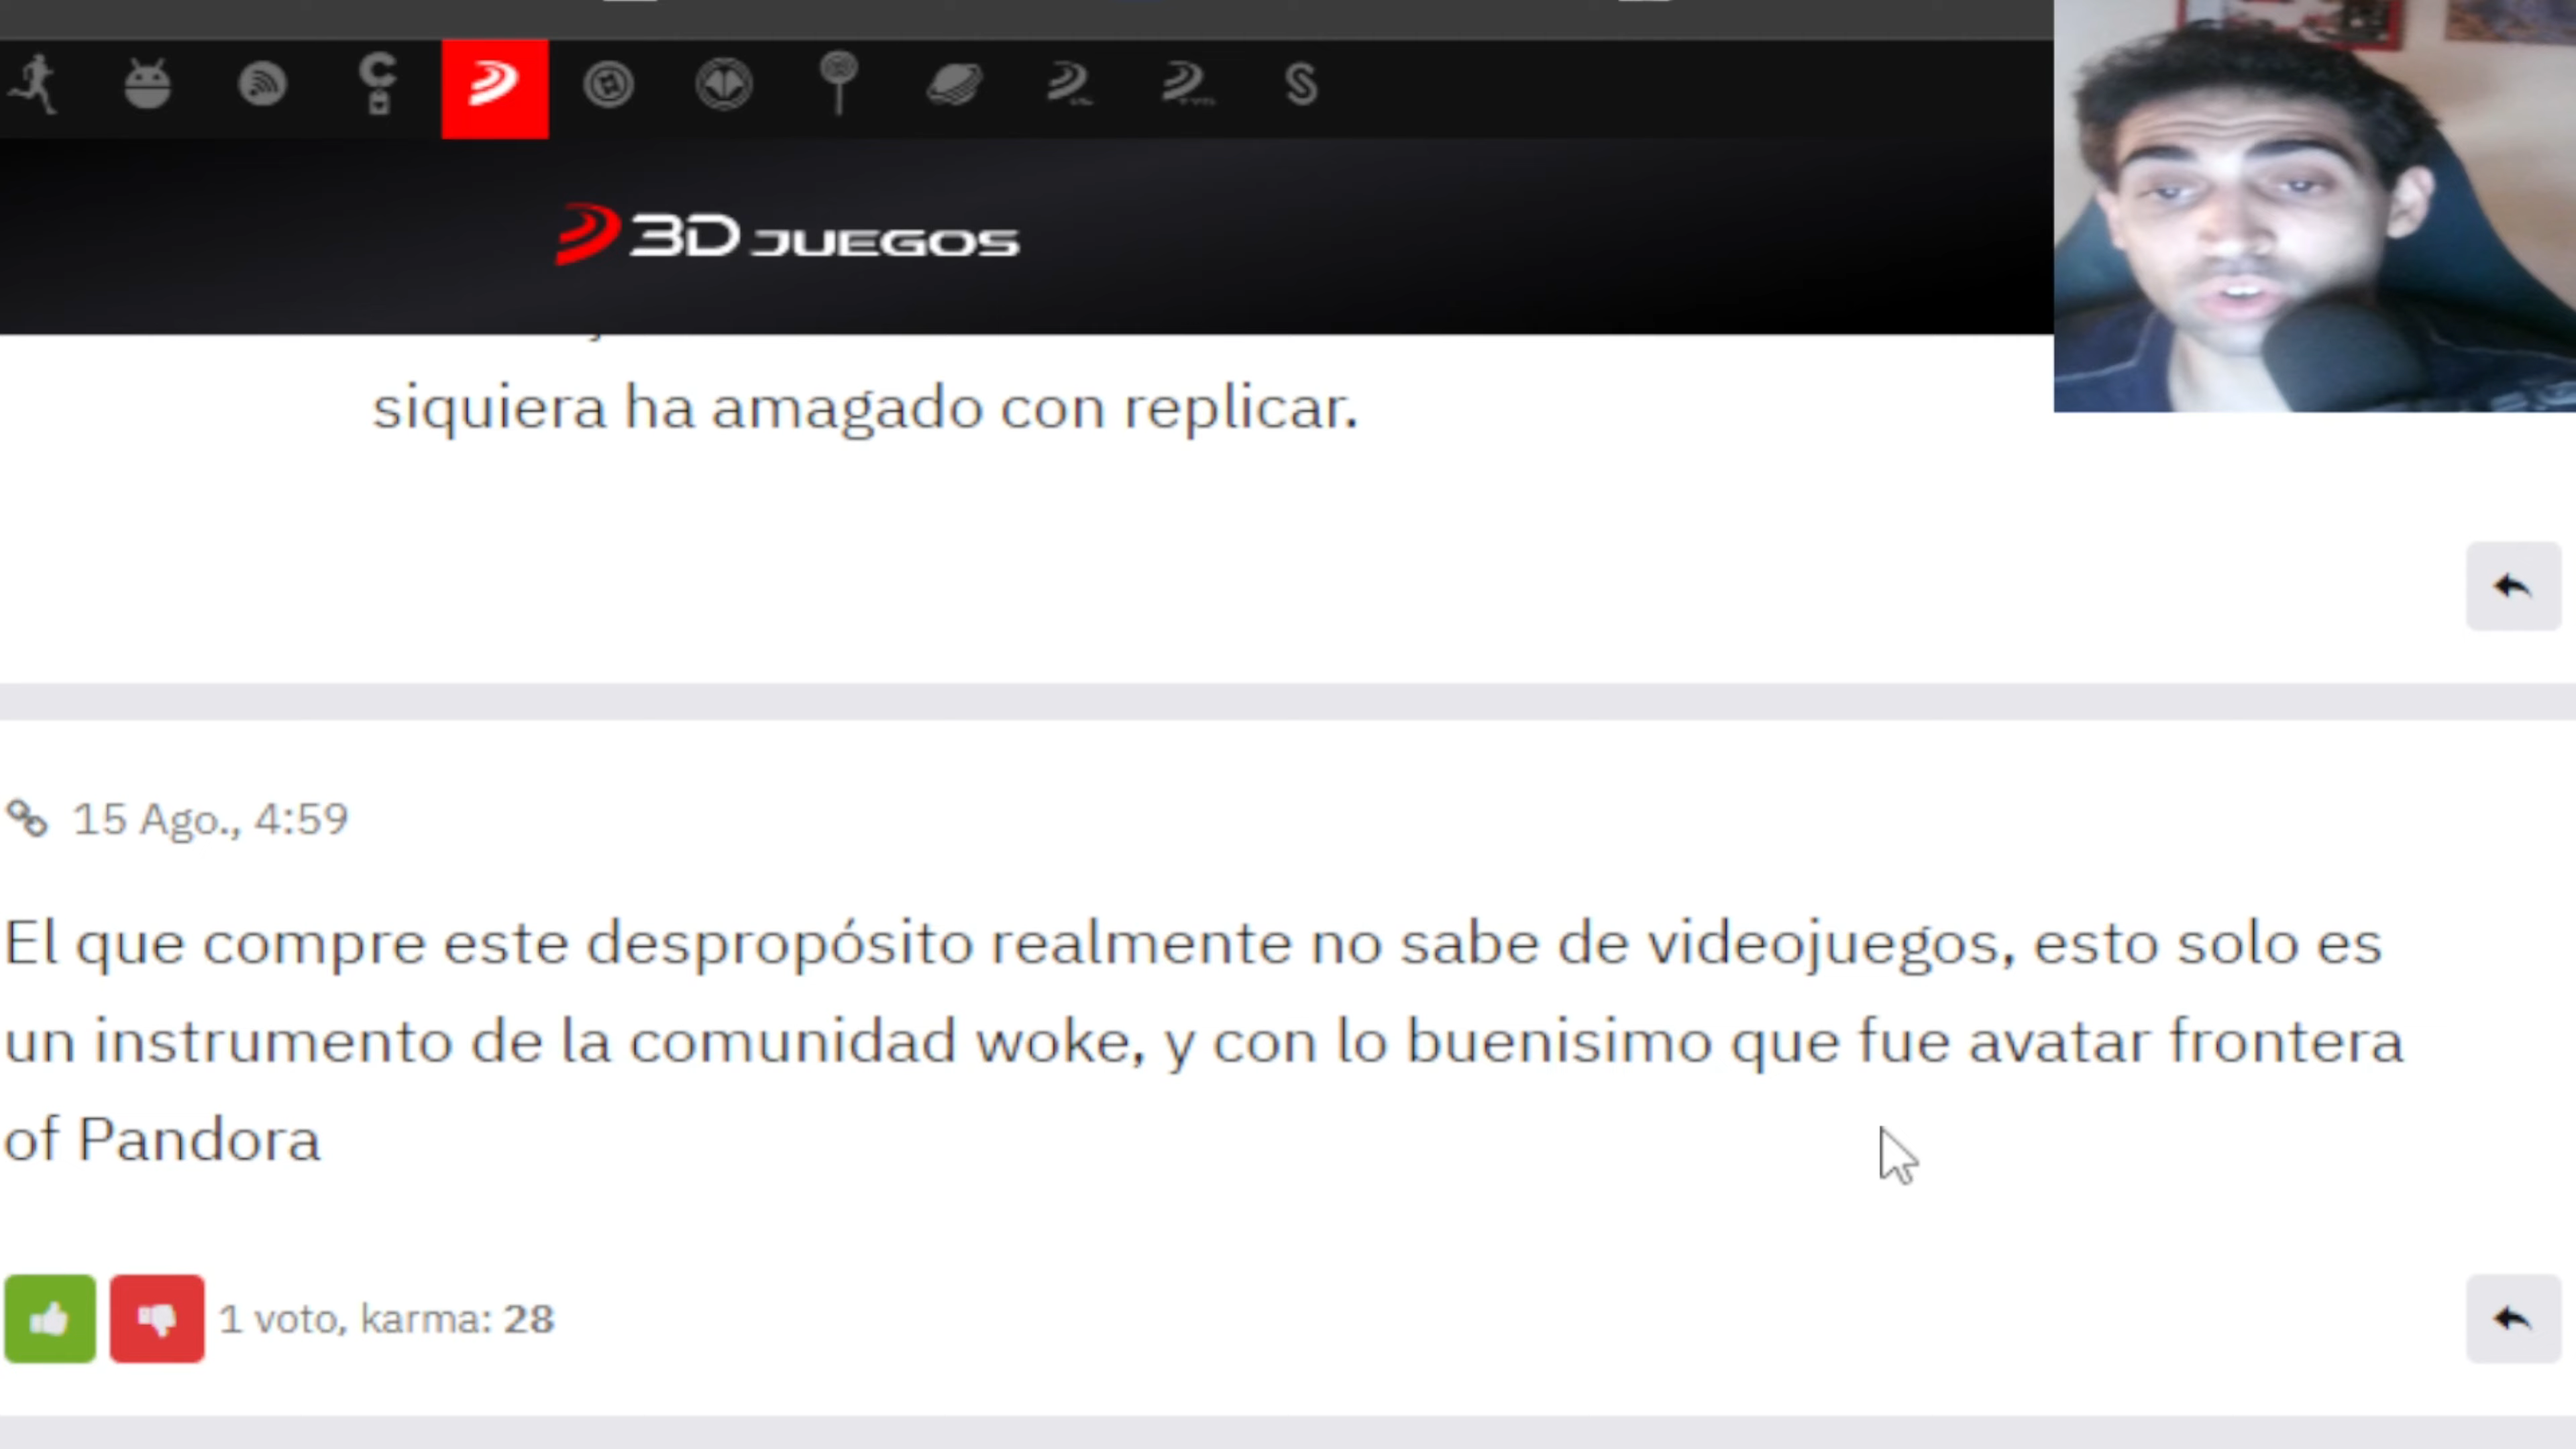 3D JUEGOS
siquiera ha amagado con replicar.
15 Ago., 4:59
El que compre este despropósito realmente no sabe de videojuegos, esto solo es
un instrumento de la comunidad woke, y con lo buenisimo que fue avatar frontera
of Pandora
1 voto, karma: 28